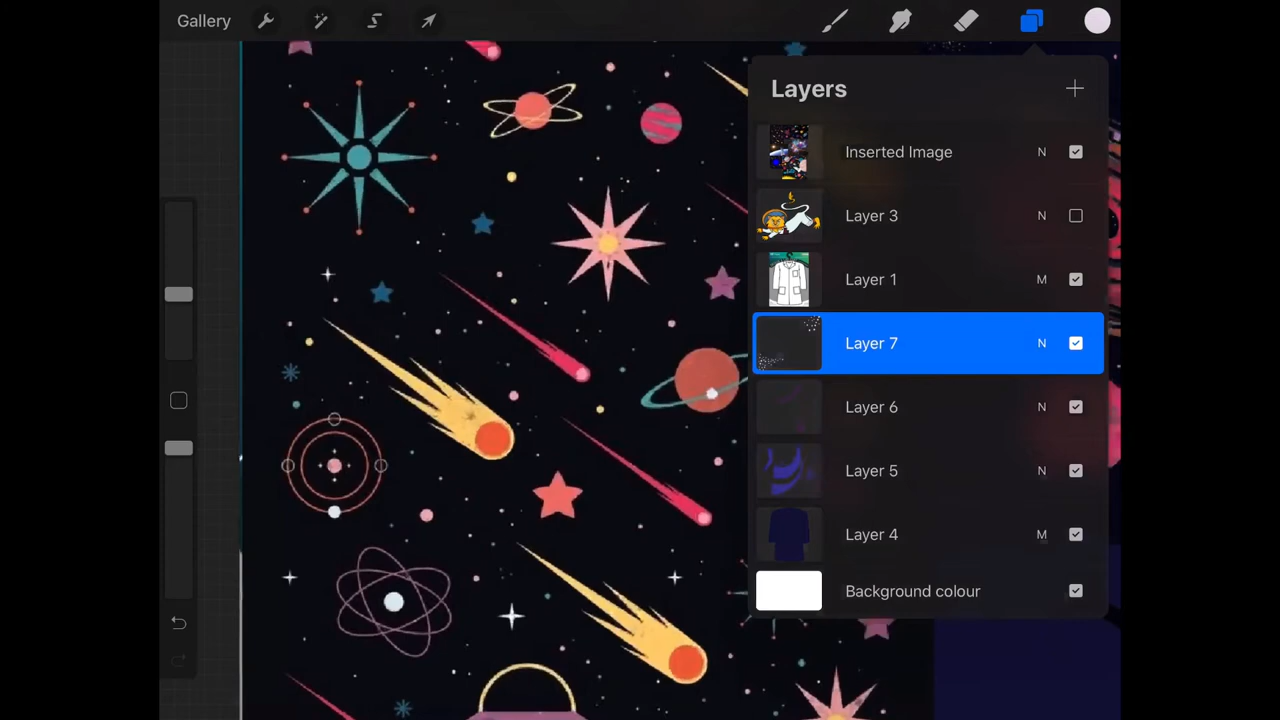 Gallery
Layers
Inserted Image N
Layer 3 N
Layer 1 M
Layer 7 N
Layer 6 N
Layer 5 N
Layer 4 M
Background colour